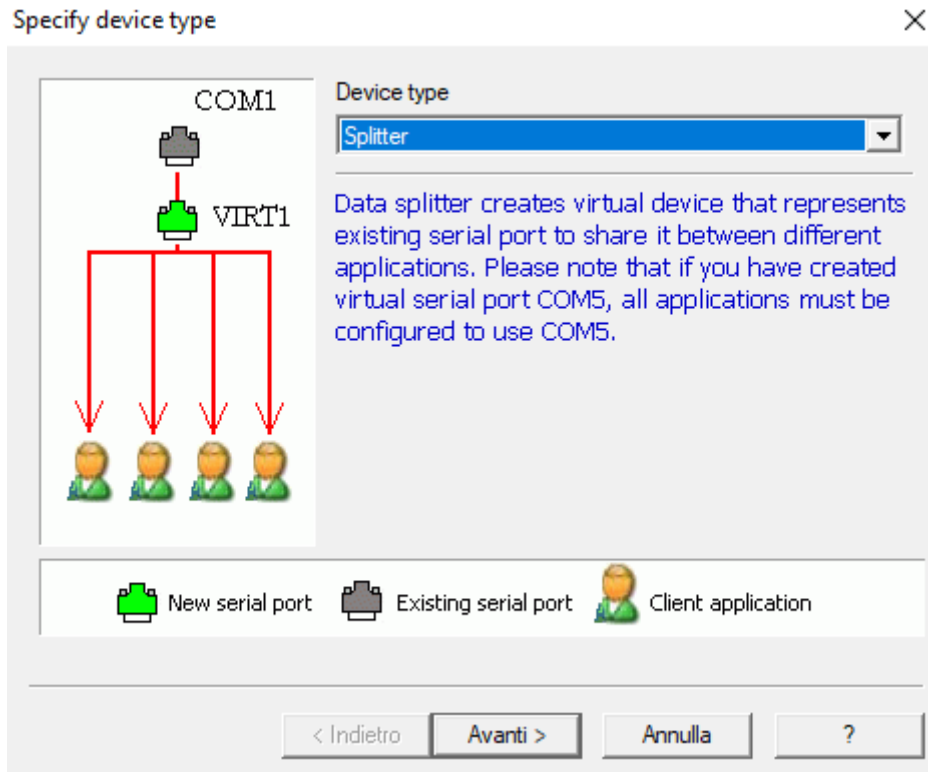 Specify device type
COM1
VIRT1
Device type
Splitter
Data splitter creates virtual device that represents
existing serial port to share it between different
applications. Please note that if you have created
virtual serial port COM5, all applications must be
configured to use COM5.
New serial port
Existing serial port
Client application
< Indietro
Avanti >
Annulla
?